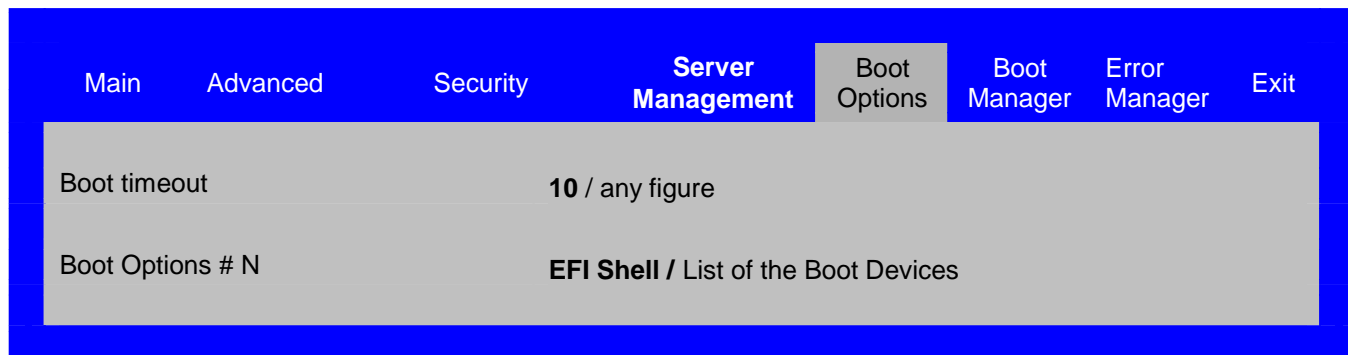 Main Advanced Security Server Management Boot Options Boot Manager Error Manager Exit
Boot timeout 10 / any figure
Boot Options # N EFI Shell / List of the Boot Devices